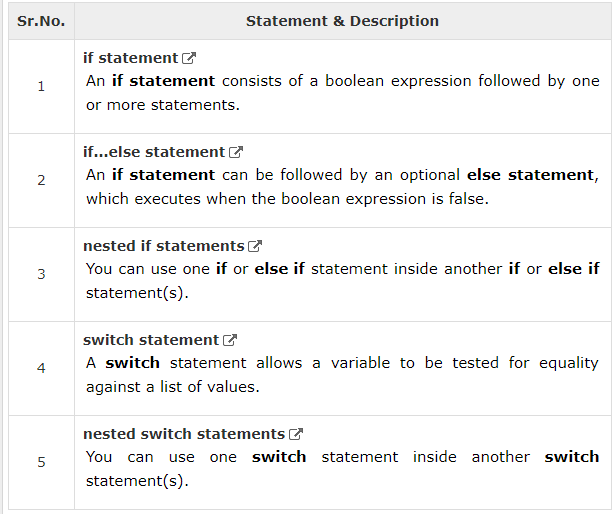 Sr.No. Statement & Description
if statement
1
An if statement consists of a boolean expression followed by one
or more statements.
if...else statement
2
An if statement can be followed by an optional else statement,
which executes when the boolean expression is false.
nested if statements
3
You can use one if or else if statement inside another if or else if
statement(s).
switch statement
4
A switch statement allows a variable to be tested for equality
against a list of values.
nested switch statements
5
You can use one switch statement inside another switch
statement(s).